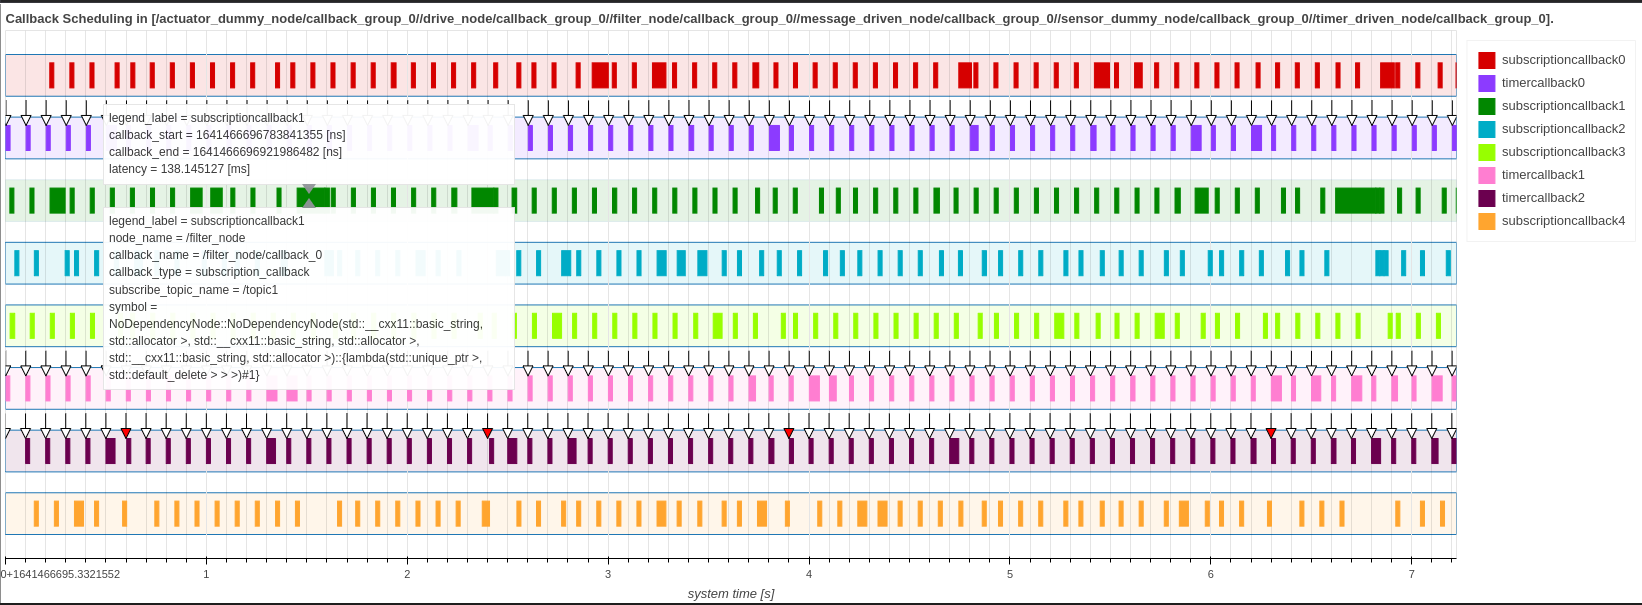 Callback Scheduling in [/actuator_dummy_node/callback_group_0//drive_node/callback_group_0//filter_node/callback_group_0//message_driven_node/callback_group_0//sensor_dummy_node/callback_group_0//timer_driven_node/callback_group_0].
subscriptioncallback0
timercallback0
subscriptioncallback1
subscriptioncallback2
subscriptioncallback3
timercallback1
timercallback2
subscriptioncallback4
legend_label = subscriptioncallback1
callback_start = 1641466696783841355 [ns]
callback_end = 1641466696921986482 [ns]
latency = 138.145127 [ms]
legend_label = subscriptioncallback1
node_name = /filter_node
callback_name = /filter_node/callback_0
callback_type = subscription_callback
subscribe_topic_name = /topic1
symbol =
NoDependencyNode::NoDependencyNode(std::__cxx11::basic_string,
std::allocator >, std::__cxx11::basic_string, std::allocator >,
std::__cxx11::basic_string, std::allocator >)::{lambda(std::unique_ptr >,
std::default_delete > > >)#1}
0+1641466695.3321552 1 2 3 4 5 6 7
system time [s]